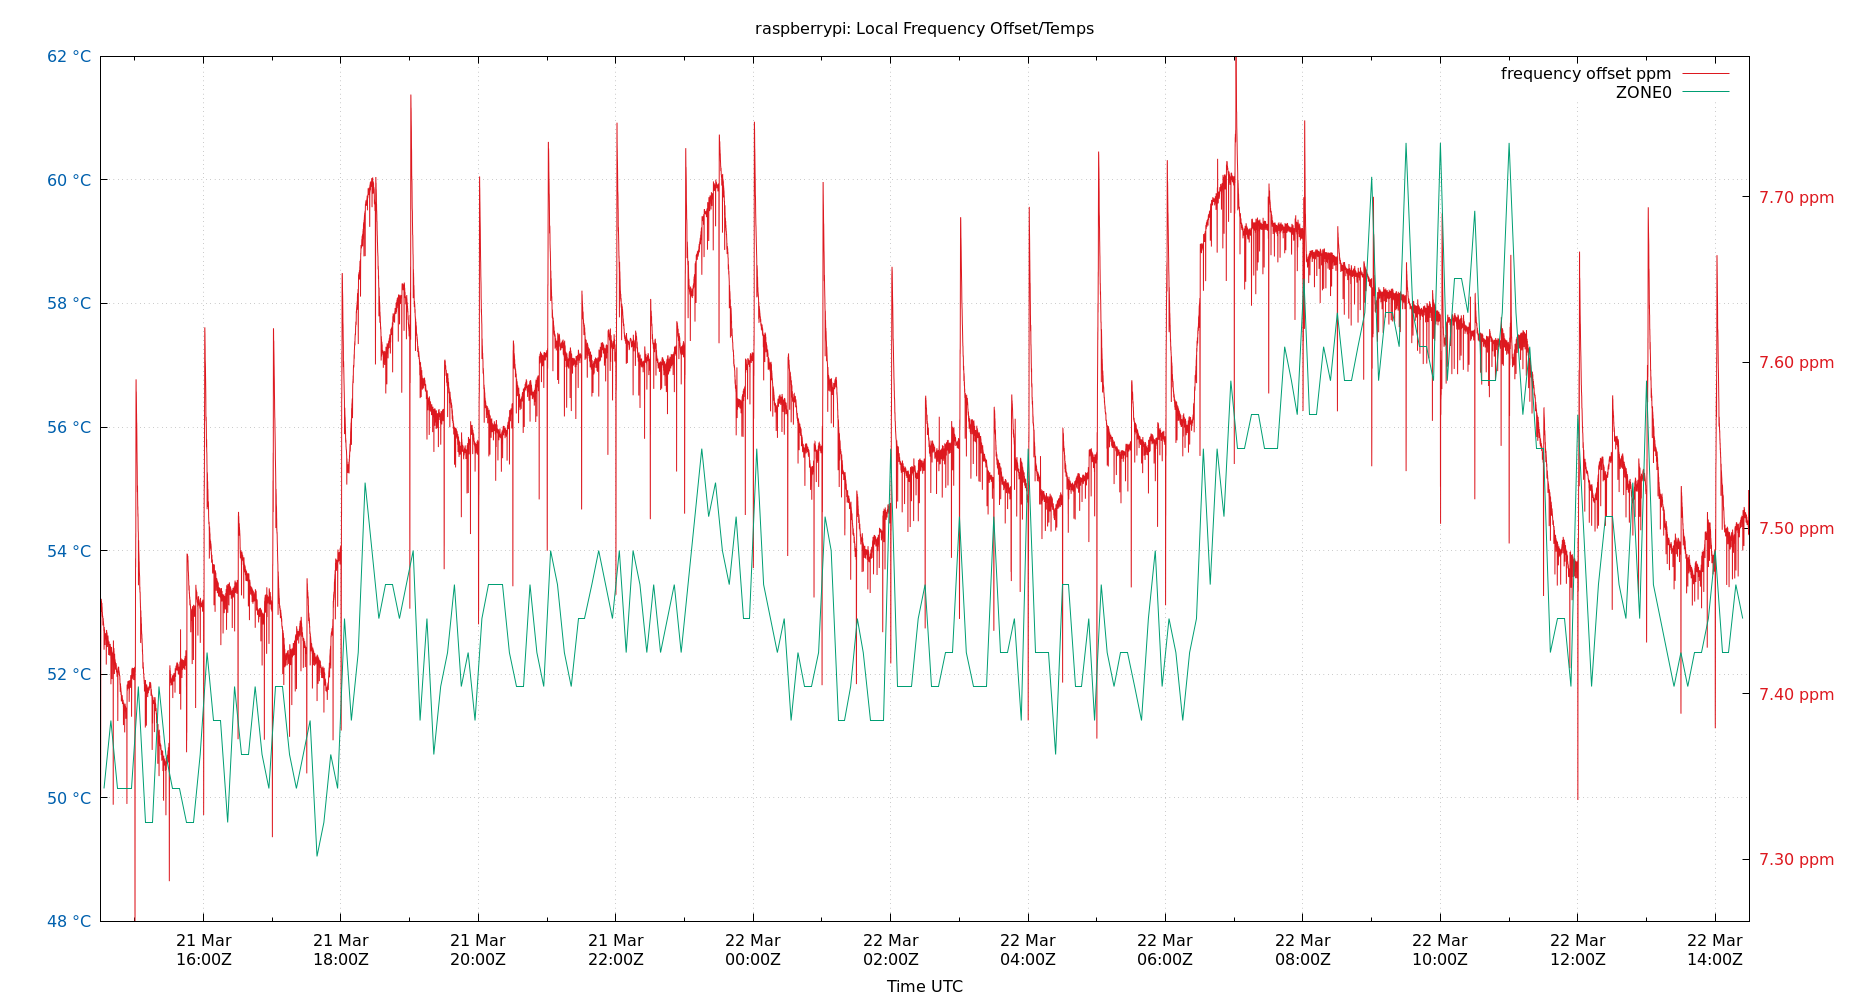 raspberrypi: Local Frequency Offset/Temps
frequency offset ppm
ZONE0
62 °C
60 °C
58 °C
56 °C
54 °C
52 °C
50 °C
48 °C
7.70 ppm
7.60 ppm
7.50 ppm
7.40 ppm
7.30 ppm
21 Mar 21 Mar 21 Mar 21 Mar 22 Mar 22 Mar 22 Mar 22 Mar 22 Mar 22 Mar 22 Mar 22 Mar
16:00Z 18:00Z 20:00Z 22:00Z 00:00Z 02:00Z 04:00Z 06:00Z 08:00Z 10:00Z 12:00Z 14:00Z
Time UTC